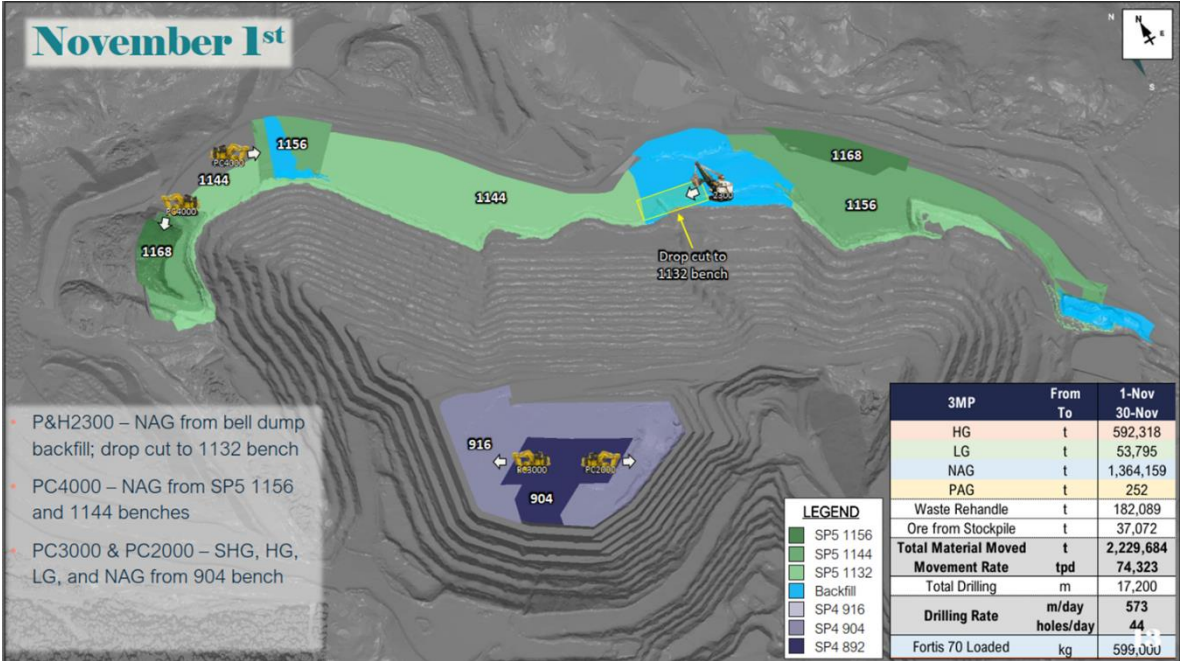 November 1st
N
N
E
S
1156
PC4000
1144
PC4000
1168
1144
2300
1168
1156
Drop cut to
1132 bench
916
PC3000
PC2000
904
• P&H2300 – NAG from bell dump
backfill; drop cut to 1132 bench
• PC4000 – NAG from SP5 1156
and 1144 benches
• PC3000 & PC2000 – SHG, HG,
LG, and NAG from 904 bench
LEGEND
SP5 1156
SP5 1144
SP5 1132
Backfill
SP4 916
SP4 904
SP4 892
3MP From 1-Nov
To 30-Nov
HG t 592,318
LG t 53,795
NAG t 1,364,159
PAG t 252
Waste Rehandle t 182,089
Ore from Stockpile t 37,072
Total Material Moved t 2,229,684
Movement Rate tpd 74,323
Total Drilling m 17,200
Drilling Rate m/day 573
holes/day 44
Fortis 70 Loaded kg 599,000
13